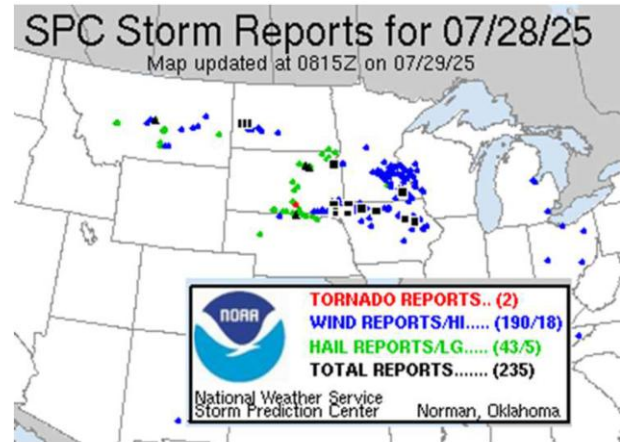 SPC Storm Reports for 07/28/25
Map updated at 0815Z on 07/29/25
NOAA
TORNADO REPORTS.. (2)
WIND REPORTS/HI..... (190/18)
HAIL REPORTS/LG..... (43/5)
TOTAL REPORTS....... (235)
National Weather Service
Storm Prediction Center Norman, Oklahoma